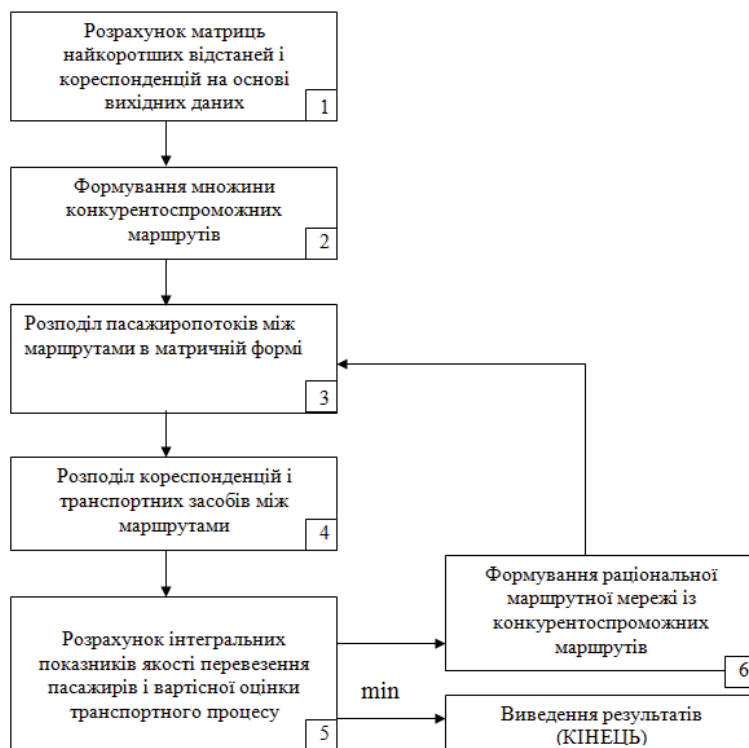 Розрахунок матриць
найкоротших відстаней і
кореспонденцій на основі
вихідних даних
1
Формування множини
конкурентоспроможних
маршрутів
2
Розподіл пасажиропотоків між
маршрутами в матричній формі
3
Розподіл кореспонденцій і
транспортних засобів між
маршрутами
4
Розрахунок інтегральних
показників якості перевезення
пасажирів і вартісної оцінки
транспортного процесу
5
Формування раціональної
маршрутної мережі із
конкурентоспроможних
маршрутів
6
min
Виведення результатів
(КІНЕЦЬ)